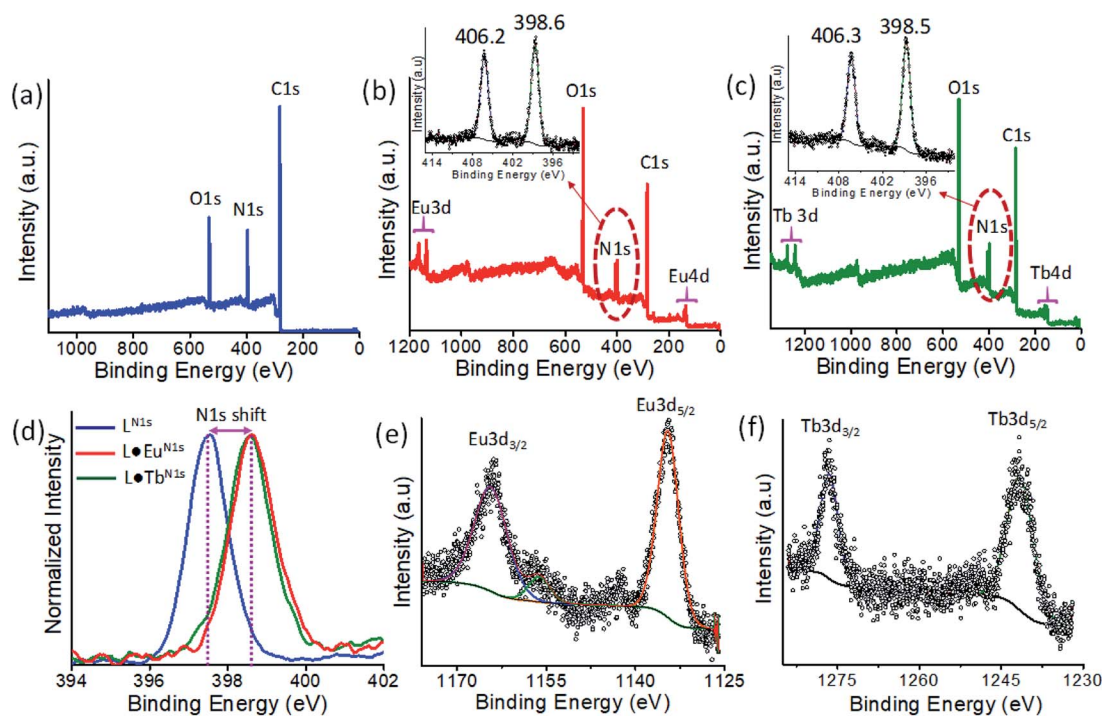 (a)
C1s
O1s
N1s
Intensity (a.u.)
1000 800 600 400 200 0
Binding Energy (eV)
(b)
406.2
398.6
Intensity (a.u)
414 408 402 396
Binding Energy (eV)
O1s
C1s
Eu3d
N1s
Eu4d
Intensity (a.u.)
1200 1000 800 600 400 200 0
Binding Energy (eV)
(c)
406.3
398.5
Intensity (a.u)
414 408 402 396
Binding Energy (eV)
O1s
C1s
Tb 3d
N1s
Tb4d
Intensity (a.u.)
1200 1000 800 600 400 200 0
Binding Energy (eV)
(d)
L^N1s
L●Eu^N1s
L●Tb^N1s
N1s shift
Normalized Intensity
394 396 398 400 402
Binding Energy (eV)
(e)
Eu3d3/2
Eu3d5/2
Intensity (a.u)
1170 1155 1140 1125
Binding Energy (eV)
(f)
Tb3d3/2
Tb3d5/2
Intensity (a.u)
1275 1260 1245 1230
Binding Energy (eV)